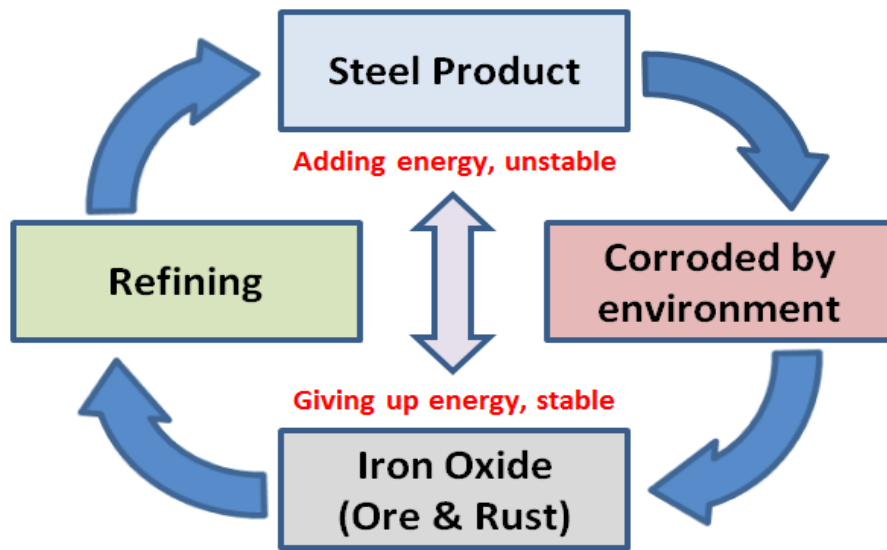 Steel Product
Adding energy, unstable
Refining
Corroded by
environment
Giving up energy, stable
Iron Oxide
(Ore & Rust)